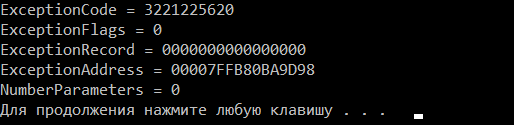 ExceptionCode = 3221225620
ExceptionFlags = 0
ExceptionRecord = 0000000000000000
ExceptionAddress = 00007FFB80BA9D98
NumberParameters = 0
Для продолжения нажмите любую клавишу . . .